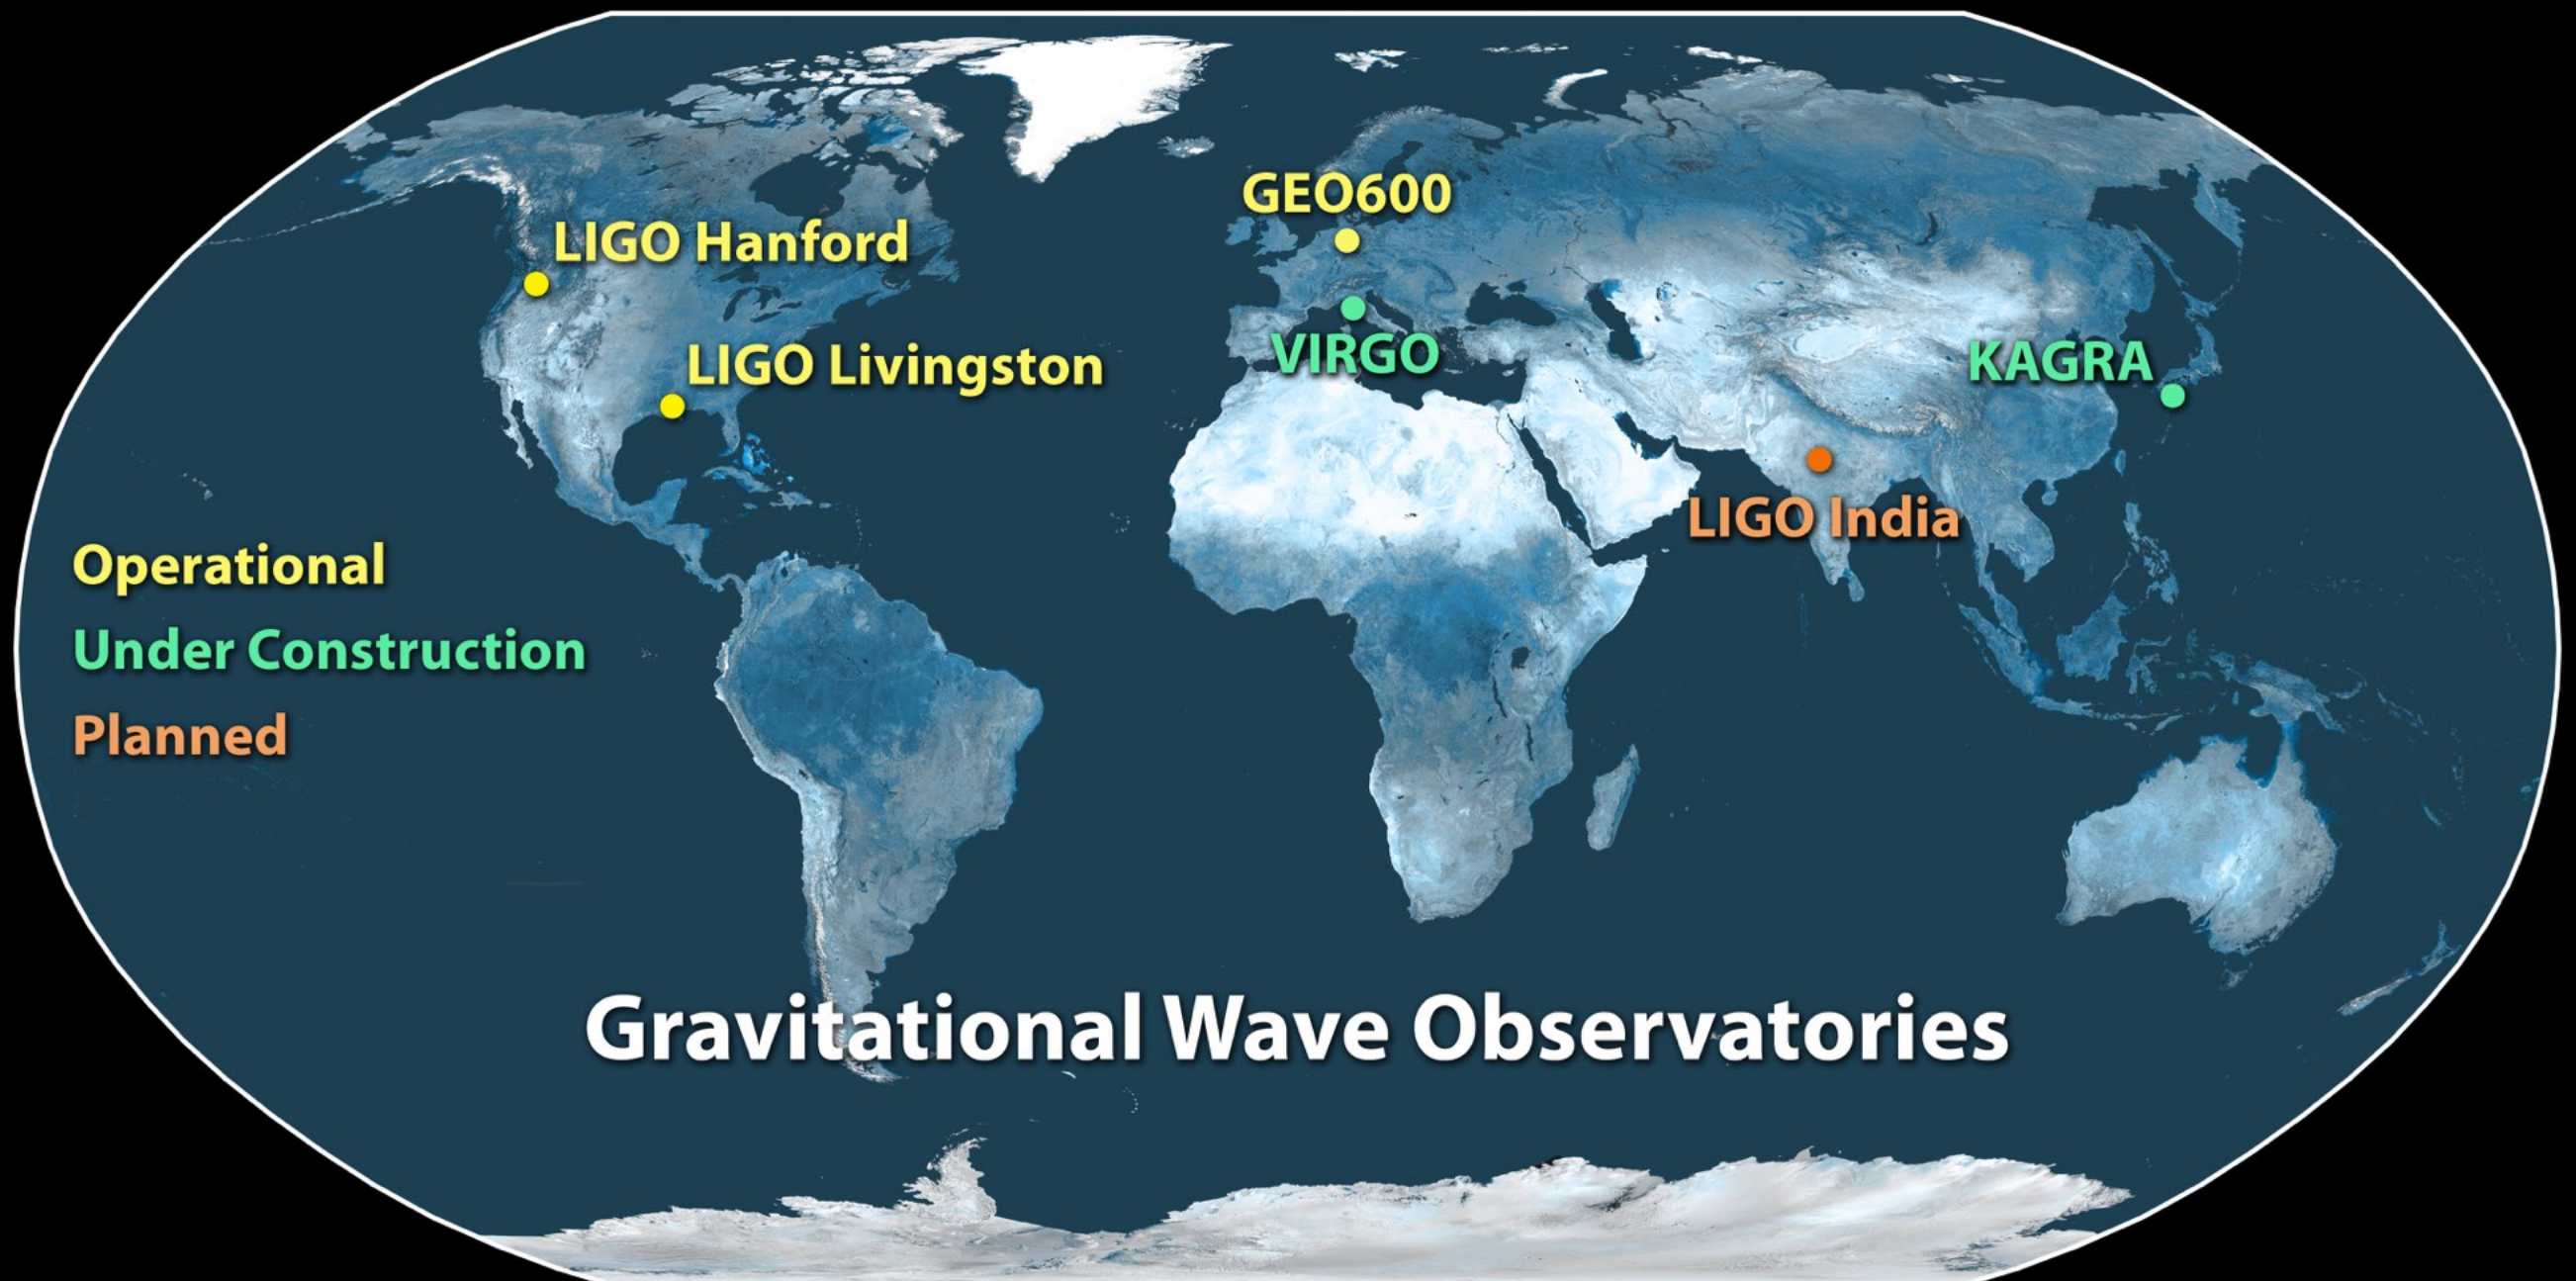 GEO600
LIGO Hanford
VIRGO
KAGRA
LIGO Livingston
LIGO India
Operational
Under Construction
Planned
Gravitational Wave Observatories